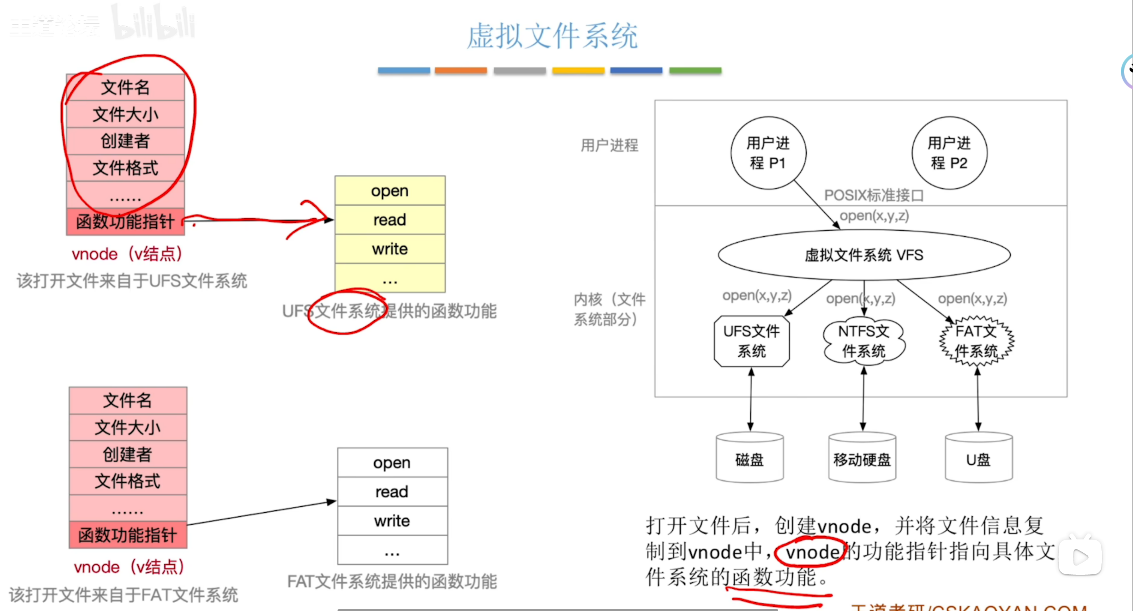 bilibili
虚拟文件系统
文件名
文件大小
创建者
文件格式
……
函数功能指针
vnode（v结点）
该打开文件来自于UFS文件系统
open
read
write
...
UFS文件系统提供的函数功能
文件名
文件大小
创建者
文件格式
……
函数功能指针
vnode（v结点）
该打开文件来自于FAT文件系统
open
read
write
...
FAT文件系统提供的函数功能
用户进程
用户进
程 P1
用户进
程 P2
POSIX标准接口
open(x,y,z)
虚拟文件系统 VFS
内核（文件
系统部分）
open(x,y,z)
open(x,y,z)
open(x,y,z)
UFS文件
系统
NTFS文
件系统
FAT文
件系统
磁盘
移动硬盘
U盘
打开文件后，创建vnode，并将文件信息复
制到vnode中，vnode的功能指针指向具体文
件系统的函数功能。
王道考研/CSKAOYAN.COM